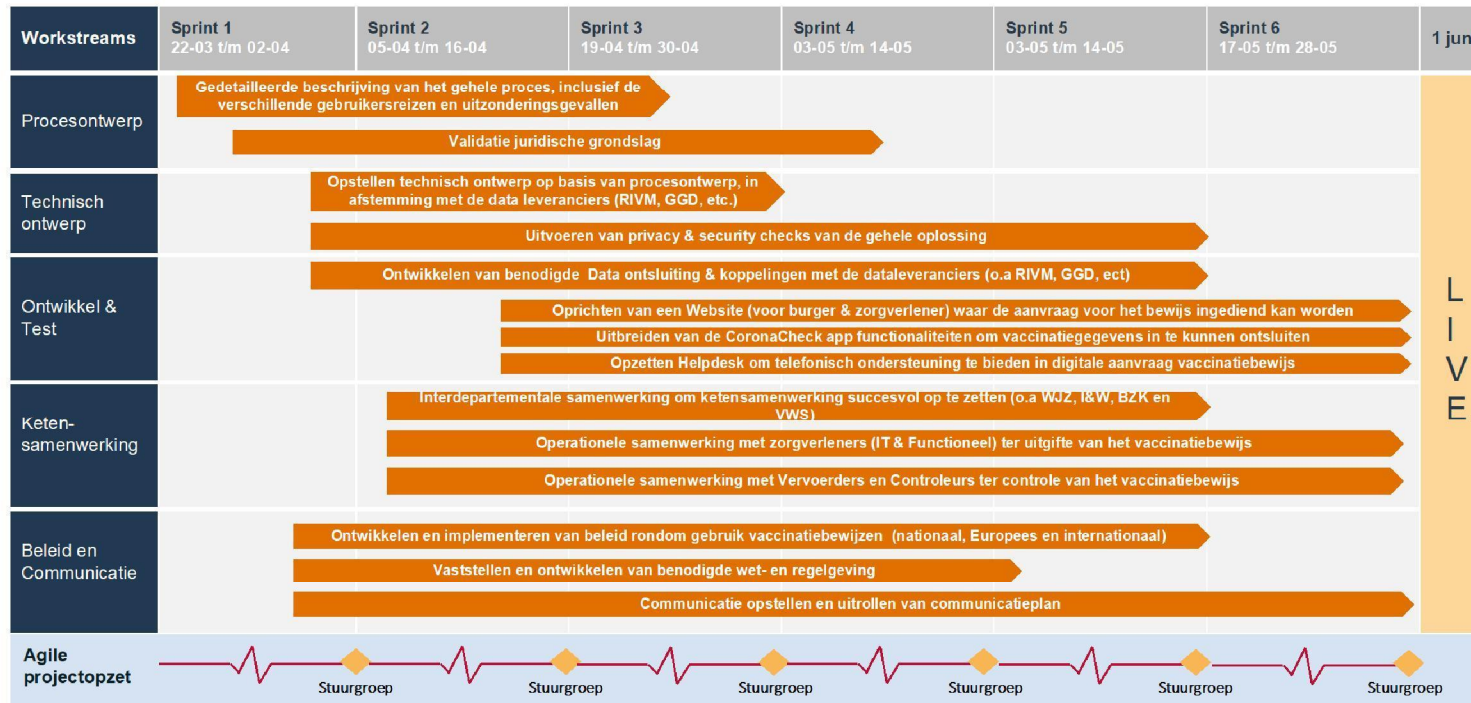 Workstreams
Sprint 1
22-03 t/m 02-04
Sprint 2
05-04 t/m 16-04
Sprint 3
19-04 t/m 30-04
Sprint 4
03-05 t/m 14-05
Sprint 5
03-05 t/m 14-05
Sprint 6
17-05 t/m 28-05
1 jun
Procesontwerp
Gedetailleerde beschrijving van het gehele proces, inclusief de
verschillende gebruikersreizen en uitzonderingsgevallen
Validatie juridische grondslag
Technisch
ontwerp
Opstellen technisch ontwerp op basis van procesontwerp, in
afstemming met de data leveranciers (RIVM, GGD, etc.)
Uitvoeren van privacy & security checks van de gehele oplossing
Ontwikkel &
Test
Ontwikkelen van benodigde Data ontsluiting & koppelingen met de dataleveranciers (o.a RIVM, GGD, ect)
Oprichten van een Website (voor burger & zorgverlener) waar de aanvraag voor het bewijs ingediend kan worden
Uitbreiden van de CoronaCheck app functionaliteiten om vaccinatiegegevens in te kunnen ontsluiten
Opzetten Helpdesk om telefonisch ondersteuning te bieden in digitale aanvraag vaccinatiebewijs
Keten-
samenwerking
Interdepartementale samenwerking om ketensamenwerking succesvol op te zetten (o.a WJZ, I&W, BZK en
VWS)
Operationele samenwerking met zorgverleners (IT & Functioneel) ter uitgifte van het vaccinatiebewijs
Operationele samenwerking met Vervoerders en Controleurs ter controle van het vaccinatiebewijs
Beleid en
Communicatie
Ontwikkelen en implementeren van beleid rondom gebruik vaccinatiebewijzen (nationaal, Europees en internationaal)
Vaststellen en ontwikkelen van benodigde wet- en regelgeving
Communicatie opstellen en uitrollen van communicatieplan
L
I
V
E
Agile
projectopzet
Stuurgroep
Stuurgroep
Stuurgroep
Stuurgroep
Stuurgroep
Stuurgroep